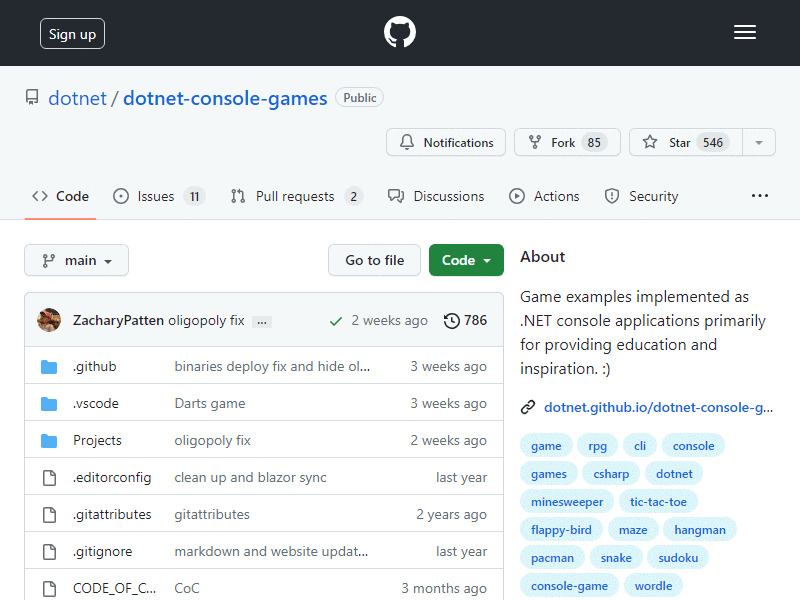 Sign up
dotnet / dotnet-console-games Public
Notifications Fork 85 Star 546
Code Issues 11 Pull requests 2 Discussions Actions Security ...
main Go to file Code
ZacharyPatten oligopoly fix ... 2 weeks ago 786
.github binaries deploy fix and hide ol... 3 weeks ago
.vscode Darts game 3 weeks ago
Projects oligopoly fix 2 weeks ago
.editorconfig clean up and blazor sync last year
.gitattributes gitattributes 2 years ago
.gitignore markdown and website updat... last year
CODE_OF_C... CoC 3 months ago
About
Game examples implemented as
.NET console applications primarily
for providing education and
inspiration. :)
dotnet.github.io/dotnet-console-g...
game rpg cli console
games csharp dotnet
minesweeper tic-tac-toe
flappy-bird maze hangman
pacman snake sudoku
console-game wordle